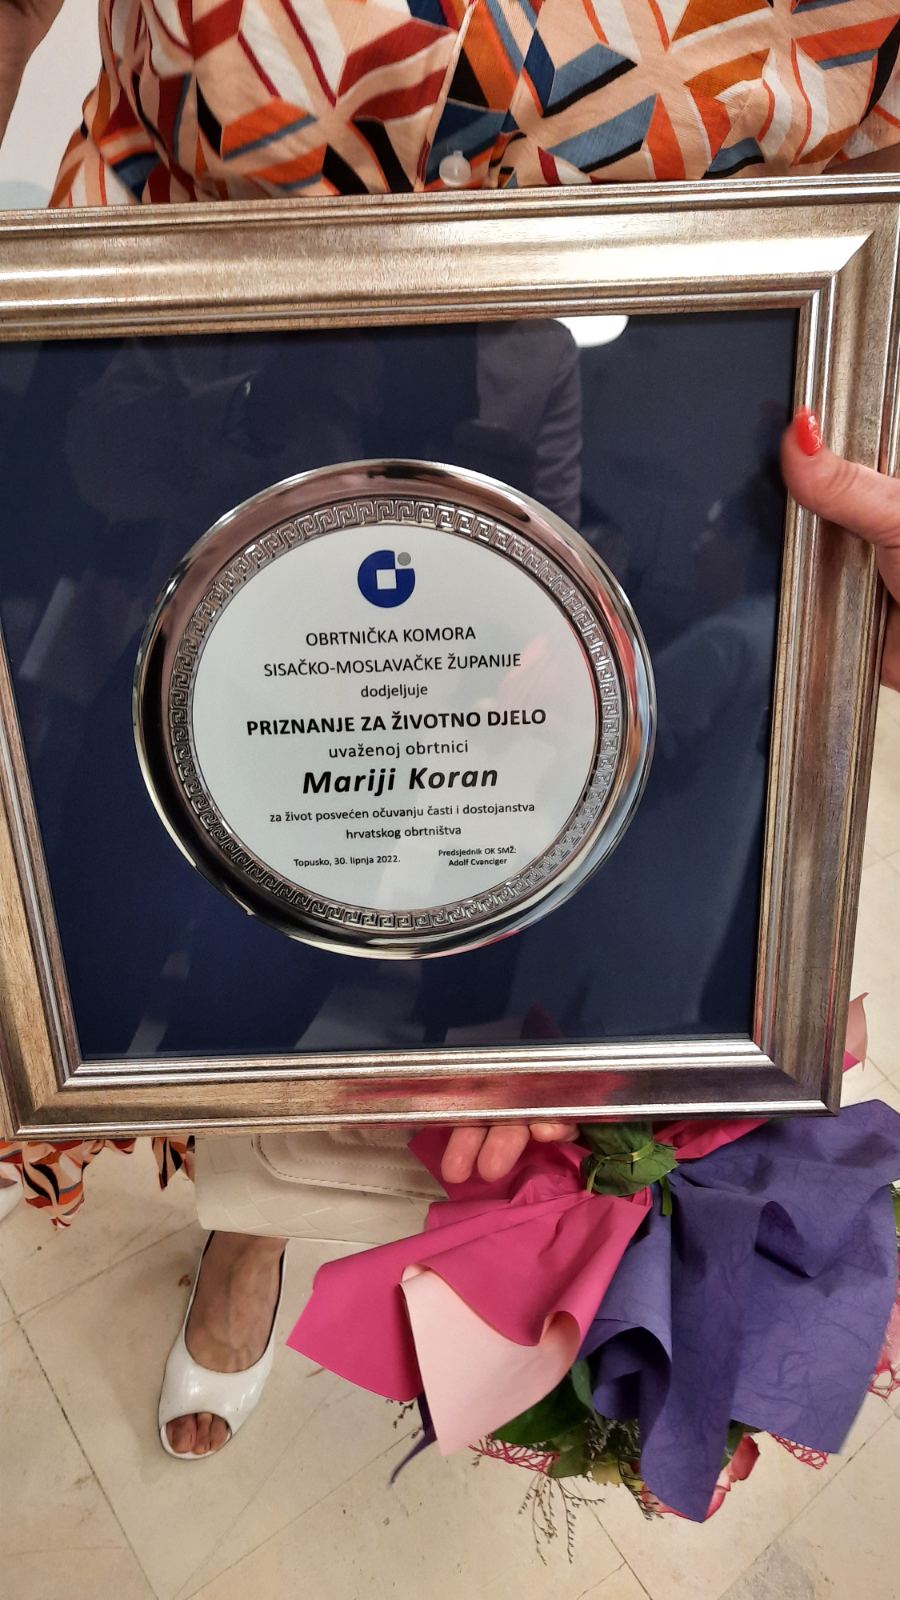 OBRTNIČKA KOMORA
SISAČKO-MOSLAVAČKE ŽUPANIJE
dodjeljuje
PRIZNANJE ZA ŽIVOTNO DJELO
uvaženoj obrtnici
Mariji Koran
za život posvećen očuvanju časti i dostojanstva
hrvatskog obrtništva
Topusko, 30. lipnja 2022.
Predsjednik OK SMŽ:
Adolf Cvanciger